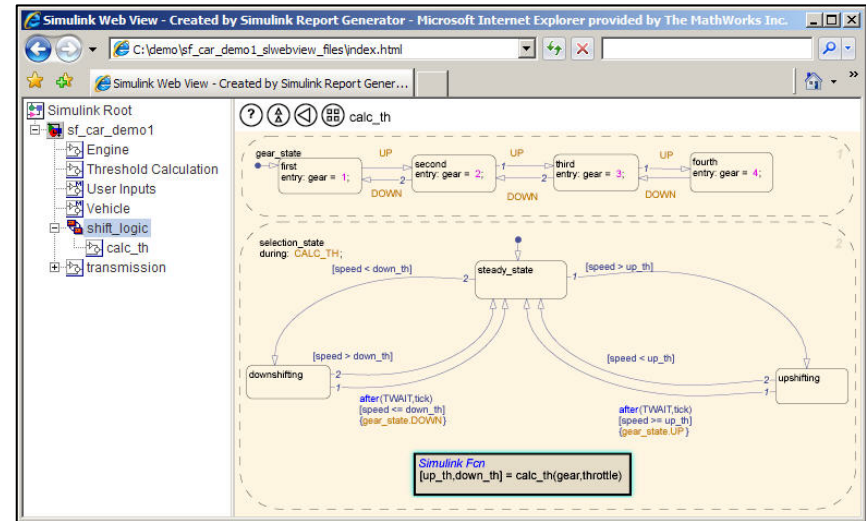 Simulink Web View - Created by Simulink Report Generator - Microsoft Internet Explorer provided by The MathWorks Inc.
C:\demo\sf_car_demo1_slwebview_files\index.html
Simulink Web View - Created by Simulink Report Gener...
Simulink Root
sf_car_demo1
Engine
Threshold Calculation
User Inputs
Vehicle
shift_logic
calc_th
transmission
? calc_th
gear_state
1
UP
UP
UP
first
entry: gear = 1;
second
entry: gear = 2;
third
entry: gear = 3;
fourth
entry: gear = 4;
1
2
1
2
DOWN
DOWN
DOWN
selection_state
during: CALC_TH;
2
[speed < down_th]
2
steady_state
1
[speed > up_th]
[speed > down_th]
[speed < up_th]
downshifting
2
1
2
1
upshifting
after(TWAIT,tick)
[speed <= down_th]
{gear_state.DOWN}
after(TWAIT,tick)
[speed >= up_th]
{gear_state.UP}
Simulink Fcn
[up_th,down_th] = calc_th(gear,throttle)